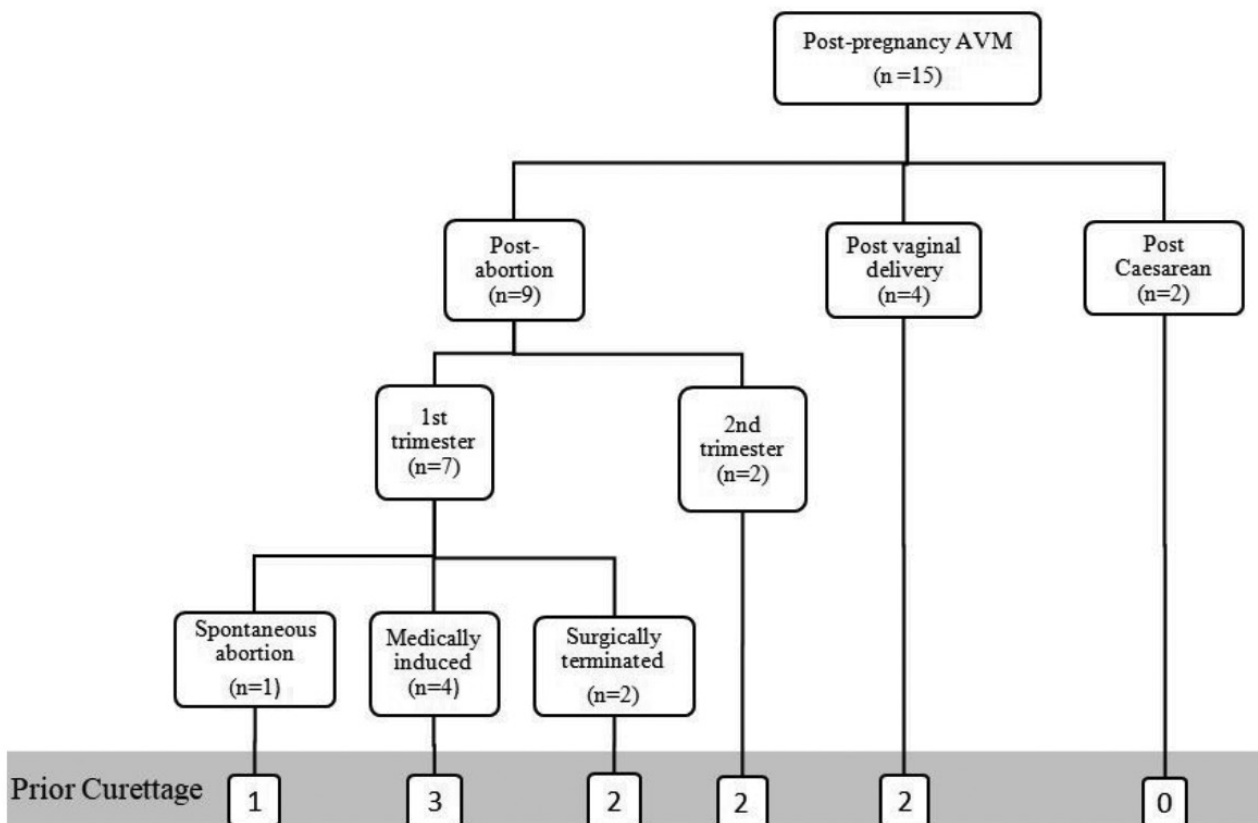 Post-pregnancy AVM
(n =15)
Post-
abortion
(n=9)
Post vaginal
delivery
(n=4)
Post
Caesarean
(n=2)
1st
trimester
(n=7)
2nd
trimester
(n=2)
Spontaneous
abortion
(n=1)
Medically
induced
(n=4)
Surgically
terminated
(n=2)
Prior Curettage
1
3
2
2
2
0